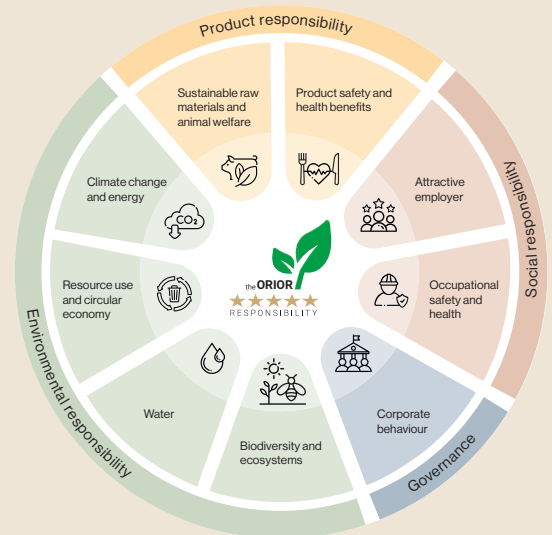 Product responsibility
Sustainable raw
materials and
animal welfare
Product safety and
health benefits
Climate change
and energy
CO₂
Attractive
employer
Social responsibility
Resource use
and circular
economy
the ORIOR
RESPONSIBILITY
Occupational
safety and
health
Environmental responsibility
Water
Biodiversity and
ecosystems
Corporate
behaviour
Governance